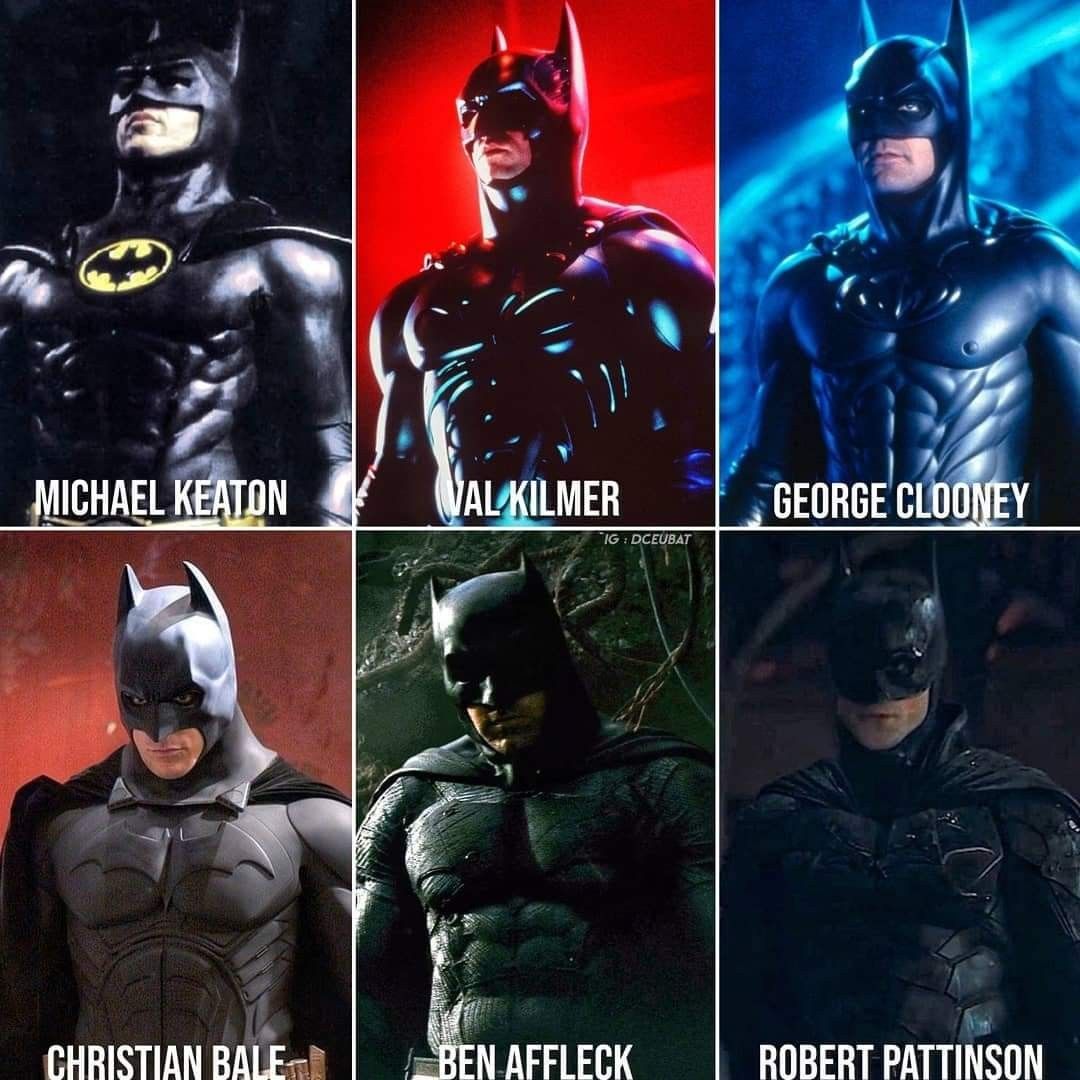 MICHAEL KEATON
VAL KILMER
GEORGE CLOONEY
IG : DCEUBAT
CHRISTIAN BALE
BEN AFFLECK
ROBERT PATTINSON